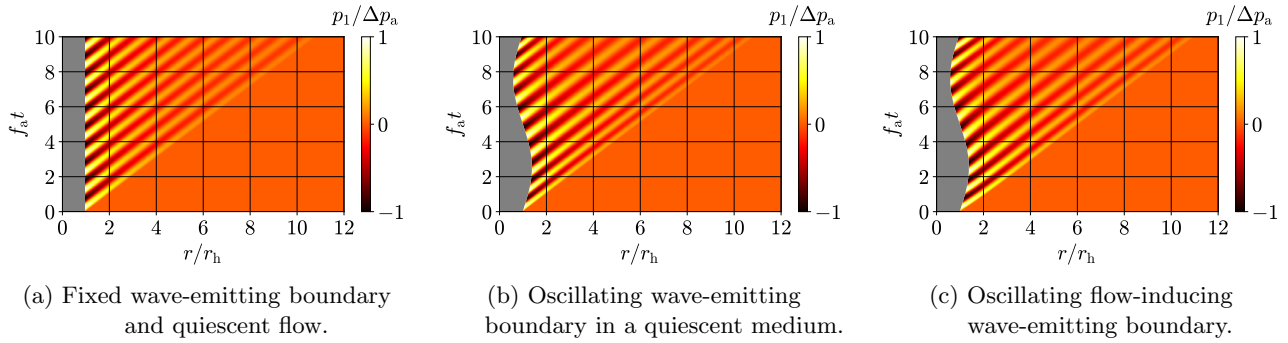 p₁/Δpₐ
p₁/Δpₐ
p₁/Δpₐ
10
8
6
4
2
0
fₐt
0 2 4 6 8 10 12
r/rₕ
1
0
−1
10
8
6
4
2
0
fₐt
0 2 4 6 8 10 12
r/rₕ
1
0
−1
10
8
6
4
2
0
fₐt
0 2 4 6 8 10 12
r/rₕ
1
0
−1
(a) Fixed wave-emitting boundary
and quiescent flow.
(b) Oscillating wave-emitting
boundary in a quiescent medium.
(c) Oscillating flow-inducing
wave-emitting boundary.